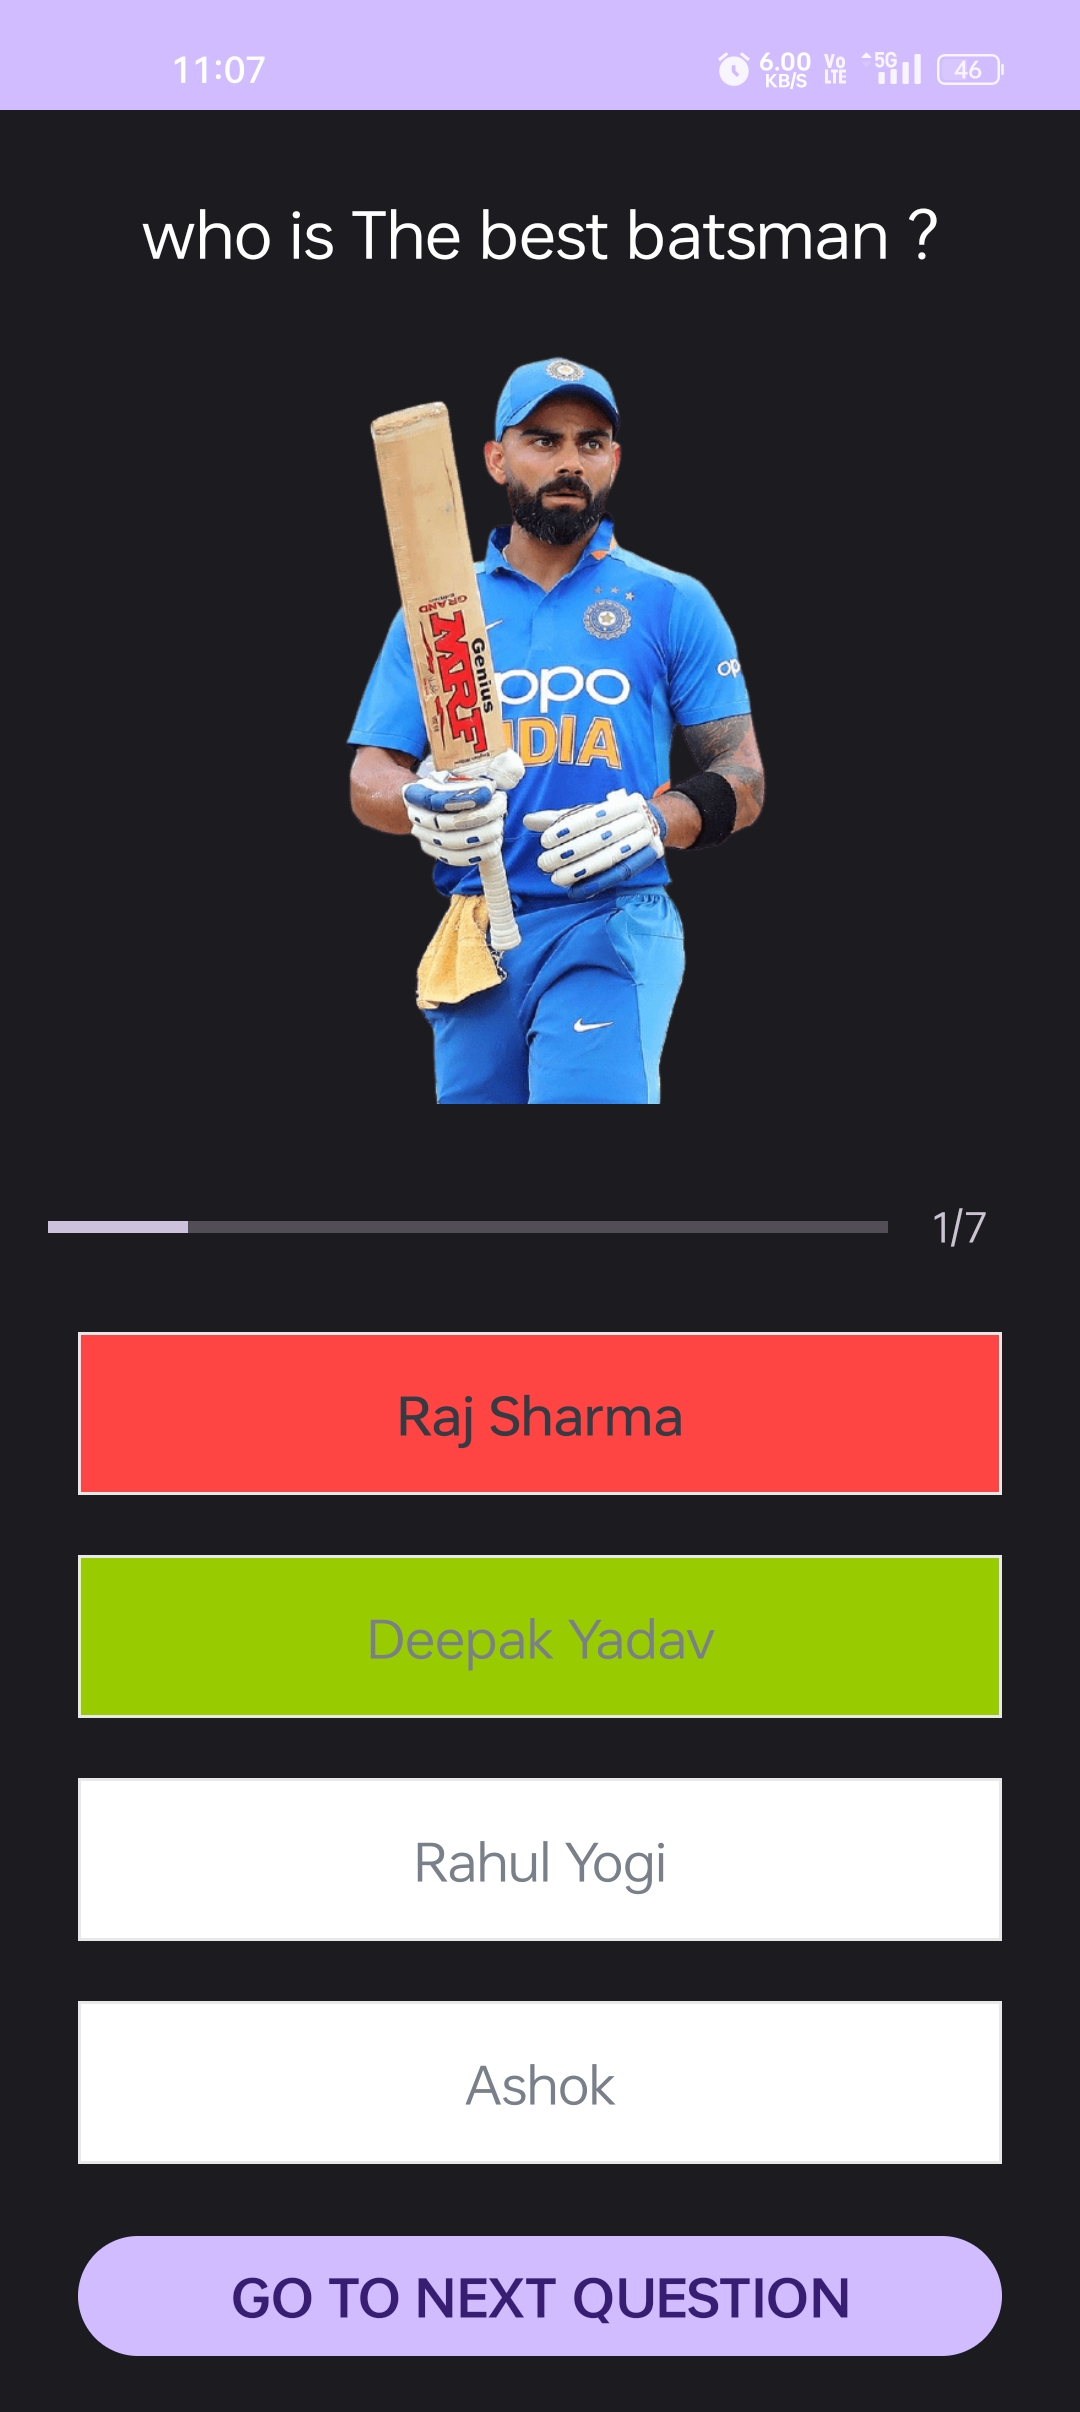 11:07
6.00
KB/S
Vo
LTE
5G
46
who is The best batsman ?
GRAND
MRF
Genius
oppo
INDIA
op
1/7
Raj Sharma
Deepak Yadav
Rahul Yogi
Ashok
GO TO NEXT QUESTION